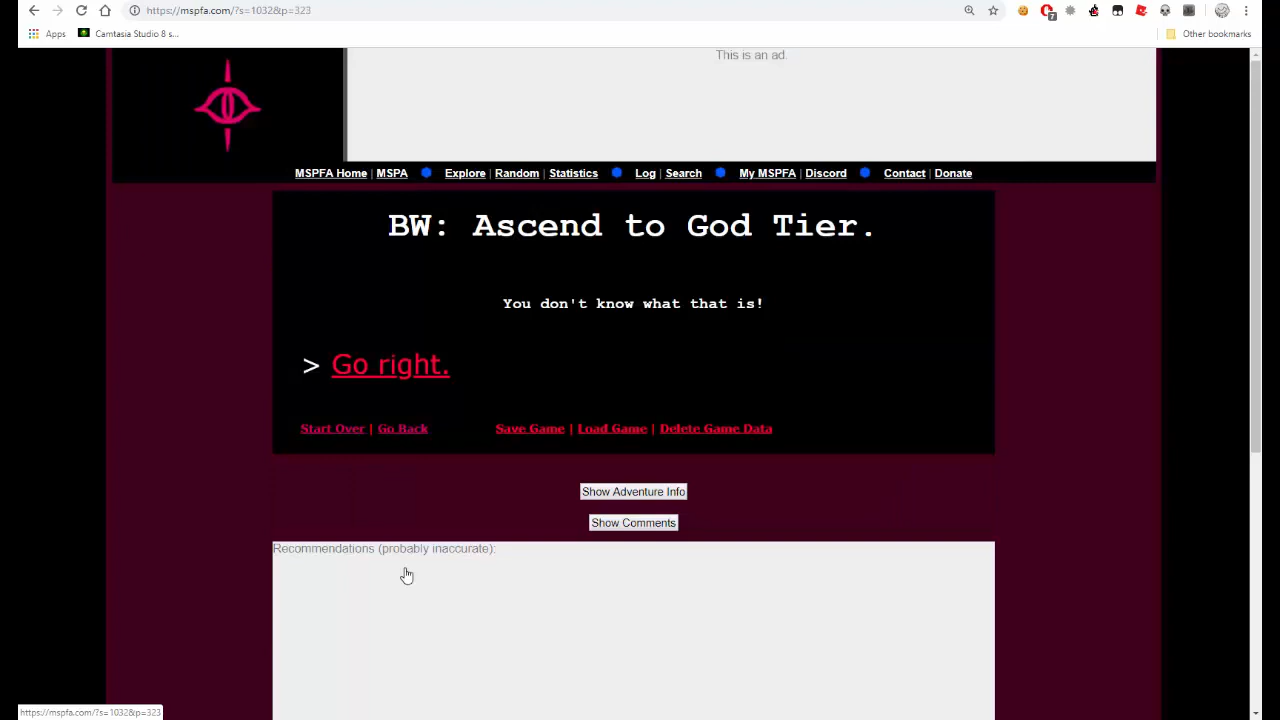 https://mspfa.com/?s=1032&p=323
7
Apps
Camtasia Studio 8 s...
Other bookmarks
This is an ad.
MSPFA Home | MSPA
Explore | Random | Statistics
Log | Search
My MSPFA | Discord
Contact | Donate
BW: Ascend to God Tier.
You don't know what that is!
> Go right.
Start Over | Go Back
Save Game | Load Game | Delete Game Data
Show Adventure Info
Show Comments
Recommendations (probably inaccurate):
https://mspfa.com/?s=1032&p=323